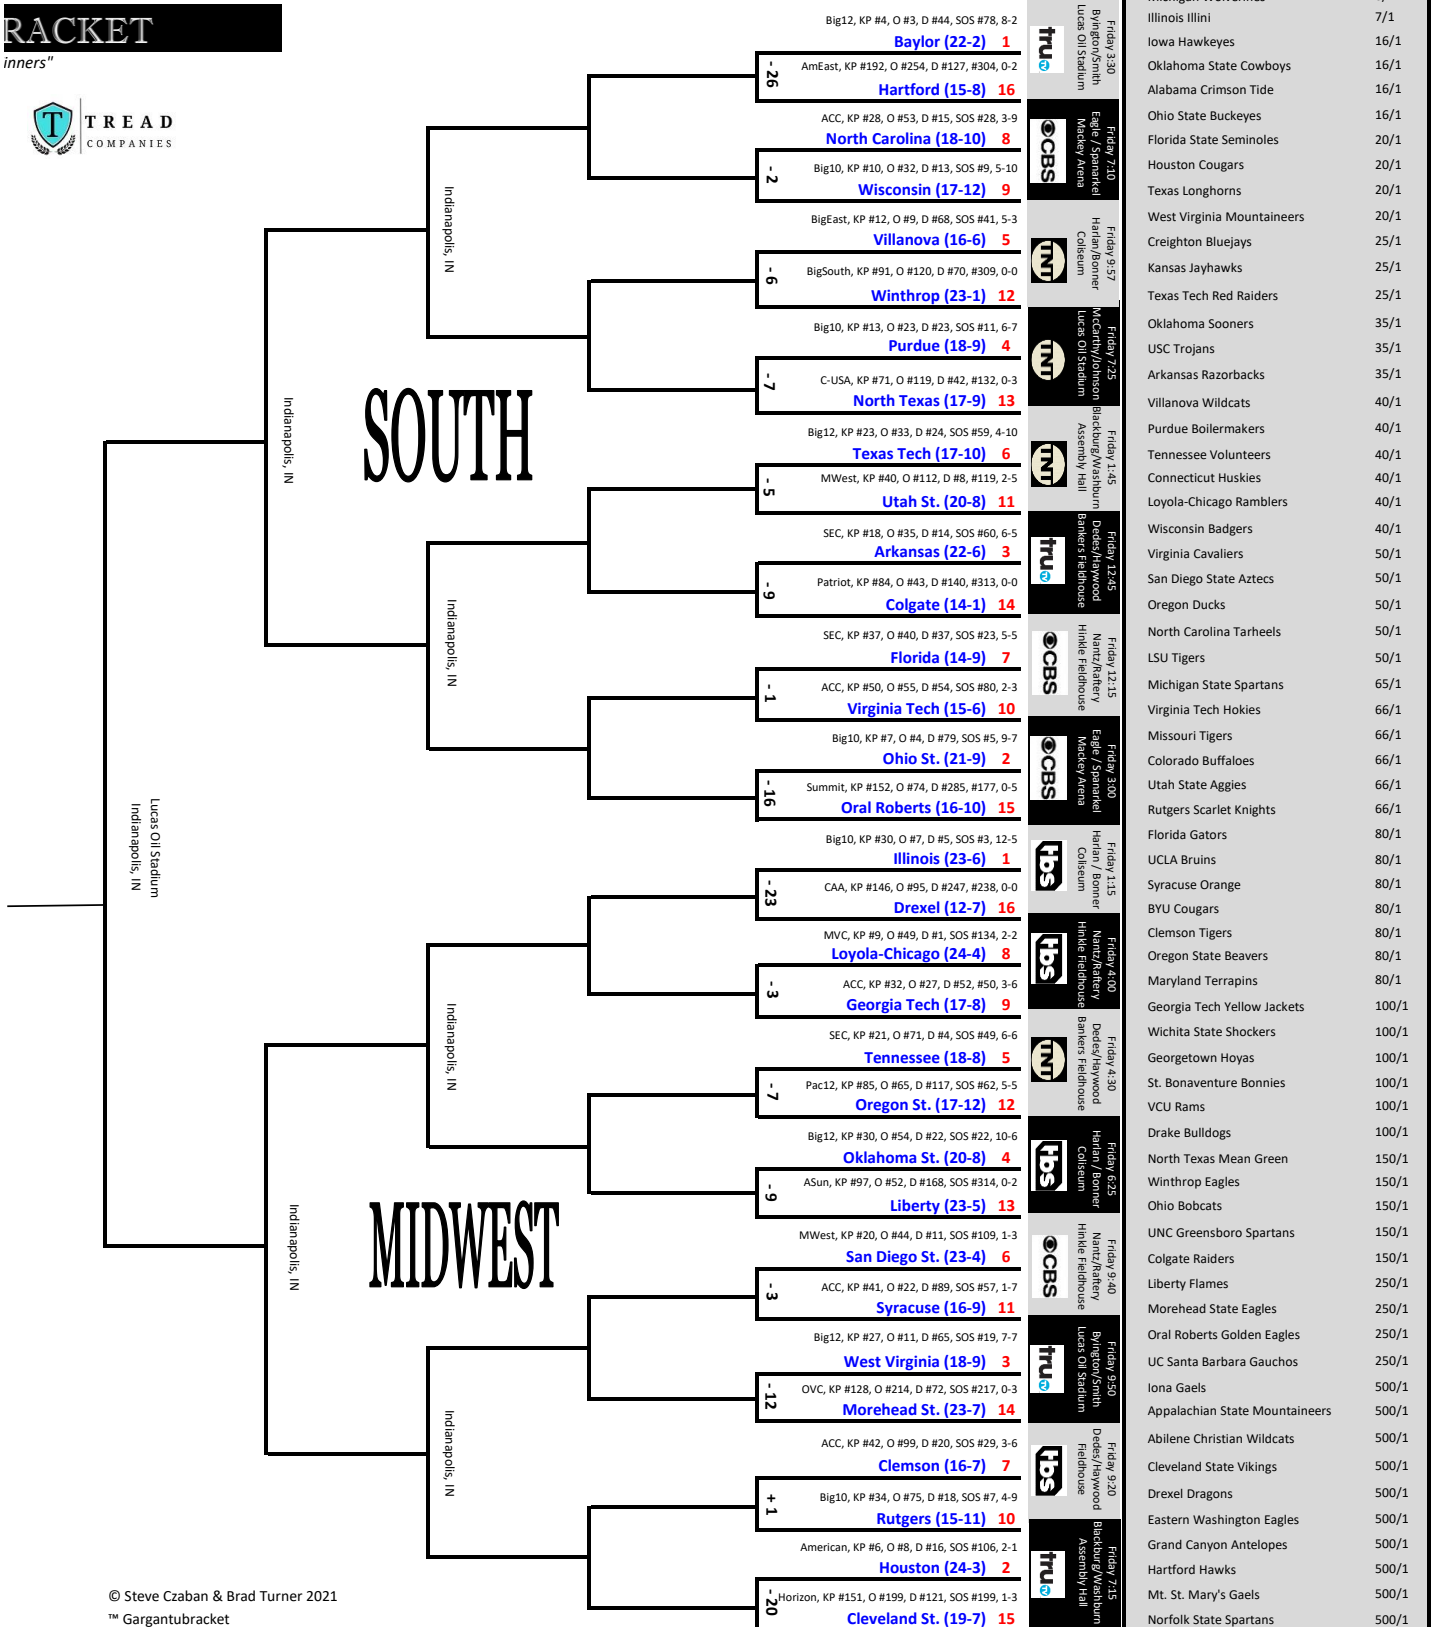 RACKET
inners"
T
TREAD
COMPANIES
Big12, KP #4, O #3, D #44, SOS #78, 8-2
Baylor (22-2) 1
- 26
AmEast, KP #192, O #254, D #127, #304, 0-2
Hartford (15-8) 16
ACC, KP #28, O #53, D #15, SOS #28, 3-9
North Carolina (18-10) 8
- 2
Big10, KP #10, O #32, D #13, SOS #9, 5-10
Wisconsin (17-12) 9
BigEast, KP #12, O #9, D #68, SOS #41, 5-3
Villanova (16-6) 5
- 6
BigSouth, KP #91, O #120, D #70, #309, 0-0
Winthrop (23-1) 12
Big10, KP #13, O #23, D #23, SOS #11, 6-7
Purdue (18-9) 4
- 7
C-USA, KP #71, O #119, D #42, #132, 0-3
North Texas (17-9) 13
Big12, KP #23, O #33, D #24, SOS #59, 4-10
Texas Tech (17-10) 6
- 5
MWest, KP #40, O #112, D #8, #119, 2-5
Utah St. (20-8) 11
SEC, KP #18, O #35, D #14, SOS #60, 6-5
Arkansas (22-6) 3
- 9
Patriot, KP #84, O #43, D #140, #313, 0-0
Colgate (14-1) 14
SEC, KP #37, O #40, D #37, SOS #23, 5-5
Florida (14-9) 7
- 1
ACC, KP #50, O #55, D #54, SOS #80, 2-3
Virginia Tech (15-6) 10
Big10, KP #7, O #4, D #79, SOS #5, 9-7
Ohio St. (21-9) 2
- 16
Summit, KP #152, O #74, D #285, #177, 0-5
Oral Roberts (16-10) 15
Indianapolis, IN
Indianapolis, IN
Indianapolis, IN
SOUTH
Lucas Oil Stadium
Indianapolis, IN
Big10, KP #30, O #7, D #5, SOS #3, 12-5
Illinois (23-6) 1
- 23
CAA, KP #146, O #95, D #247, #238, 0-0
Drexel (12-7) 16
MVC, KP #9, O #49, D #1, SOS #134, 2-2
Loyola-Chicago (24-4) 8
- 3
ACC, KP #32, O #27, D #52, #50, 3-6
Georgia Tech (17-8) 9
SEC, KP #21, O #71, D #4, SOS #49, 6-6
Tennessee (18-8) 5
- 7
Pac12, KP #85, O #65, D #117, SOS #62, 5-5
Oregon St. (17-12) 12
Big12, KP #30, O #54, D #22, SOS #22, 10-6
Oklahoma St. (20-8) 4
- 9
ASun, KP #97, O #52, D #168, SOS #314, 0-2
Liberty (23-5) 13
MWest, KP #20, O #44, D #11, SOS #109, 1-3
San Diego St. (23-4) 6
- 3
ACC, KP #41, O #22, D #89, SOS #57, 1-7
Syracuse (16-9) 11
Big12, KP #27, O #11, D #65, SOS #19, 7-7
West Virginia (18-9) 3
- 12
OVC, KP #128, O #214, D #72, SOS #217, 0-3
Morehead St. (23-7) 14
ACC, KP #42, O #99, D #20, SOS #29, 3-6
Clemson (16-7) 7
+ 1
Big10, KP #34, O #75, D #18, SOS #7, 4-9
Rutgers (15-11) 10
American, KP #6, O #8, D #16, SOS #106, 2-1
Houston (24-3) 2
- 20
Horizon, KP #151, O #199, D #121, SOS #199, 1-3
Cleveland St. (19-7) 15
Indianapolis, IN
Indianapolis, IN
Indianapolis, IN
MIDWEST
© Steve Czaban & Brad Turner 2021
™ Gargantubracket
Friday 3:30
Byington/Smith
Lucas Oil Stadium
tru tv
Friday 7:10
Eagle / Spanarkel
Mackey Arena
CBS
Friday 9:57
Harlan/Bonner
Coliseum
TNT
Friday 7:25
McCarthy/Johnson
Lucas Oil Stadium
TNT
Friday 1:45
Blackburg/Washburn
Assembly Hall
TNT
Friday 12:45
Dedes/Haywood
Bankers Fieldhouse
tru tv
Friday 12:15
Nantz/Raftery
Hinkle Fieldhouse
CBS
Friday 3:00
Eagle / Spanarkel
Mackey Arena
CBS
Friday 1:15
Harlan / Bonner
Coliseum
tbs
Friday 4:00
Nantz/Raftery
Hinkle Fieldhouse
tbs
Friday 4:30
Dedes/Haywood
Bankers Fieldhouse
TNT
Friday 6:25
Harlan / Bonner
Coliseum
tbs
Friday 9:40
Nantz/Raftery
Hinkle Fieldhouse
CBS
Friday 9:50
Byington/Smith
Lucas Oil Stadium
tru tv
Friday 9:20
Dedes/Haywood
Fieldhouse
tbs
Friday 7:15
Blackburg/Washburn
Assembly Hall
tru tv
Illinois Illini 7/1
Iowa Hawkeyes 16/1
Oklahoma State Cowboys 16/1
Alabama Crimson Tide 16/1
Ohio State Buckeyes 16/1
Florida State Seminoles 20/1
Houston Cougars 20/1
Texas Longhorns 20/1
West Virginia Mountaineers 20/1
Creighton Bluejays 25/1
Kansas Jayhawks 25/1
Texas Tech Red Raiders 25/1
Oklahoma Sooners 35/1
USC Trojans 35/1
Arkansas Razorbacks 35/1
Villanova Wildcats 40/1
Purdue Boilermakers 40/1
Tennessee Volunteers 40/1
Connecticut Huskies 40/1
Loyola-Chicago Ramblers 40/1
Wisconsin Badgers 40/1
Virginia Cavaliers 50/1
San Diego State Aztecs 50/1
Oregon Ducks 50/1
North Carolina Tarheels 50/1
LSU Tigers 50/1
Michigan State Spartans 65/1
Virginia Tech Hokies 66/1
Missouri Tigers 66/1
Colorado Buffaloes 66/1
Utah State Aggies 66/1
Rutgers Scarlet Knights 66/1
Florida Gators 80/1
UCLA Bruins 80/1
Syracuse Orange 80/1
BYU Cougars 80/1
Clemson Tigers 80/1
Oregon State Beavers 80/1
Maryland Terrapins 80/1
Georgia Tech Yellow Jackets 100/1
Wichita State Shockers 100/1
Georgetown Hoyas 100/1
St. Bonaventure Bonnies 100/1
VCU Rams 100/1
Drake Bulldogs 100/1
North Texas Mean Green 150/1
Winthrop Eagles 150/1
Ohio Bobcats 150/1
UNC Greensboro Spartans 150/1
Colgate Raiders 150/1
Liberty Flames 250/1
Morehead State Eagles 250/1
Oral Roberts Golden Eagles 250/1
UC Santa Barbara Gauchos 250/1
Iona Gaels 500/1
Appalachian State Mountaineers 500/1
Abilene Christian Wildcats 500/1
Cleveland State Vikings 500/1
Drexel Dragons 500/1
Eastern Washington Eagles 500/1
Grand Canyon Antelopes 500/1
Hartford Hawks 500/1
Mt. St. Mary's Gaels 500/1
Norfolk State Spartans 500/1